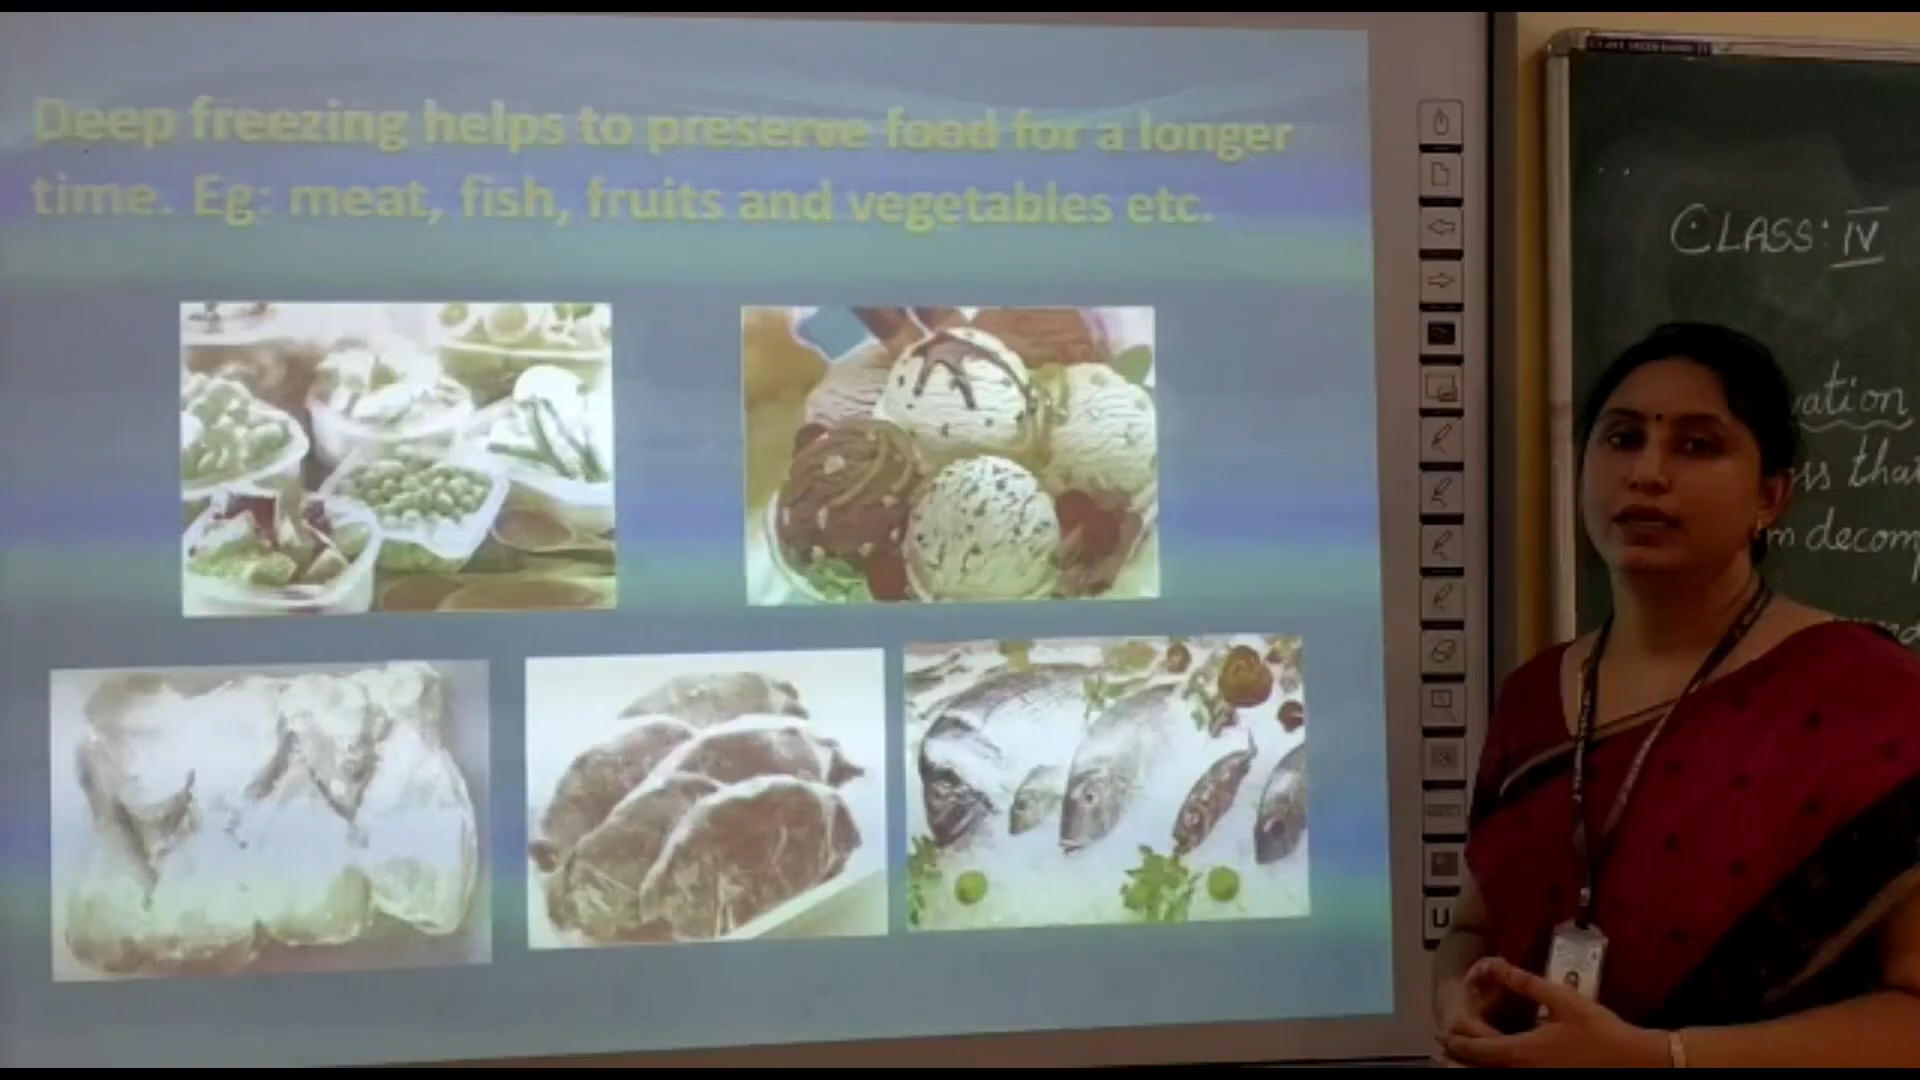 Deep freezing helps to preserve food for a longer
time. Eg: meat, fish, fruits and vegetables etc.
CLASS: IV
vation
ss that
m decom
U